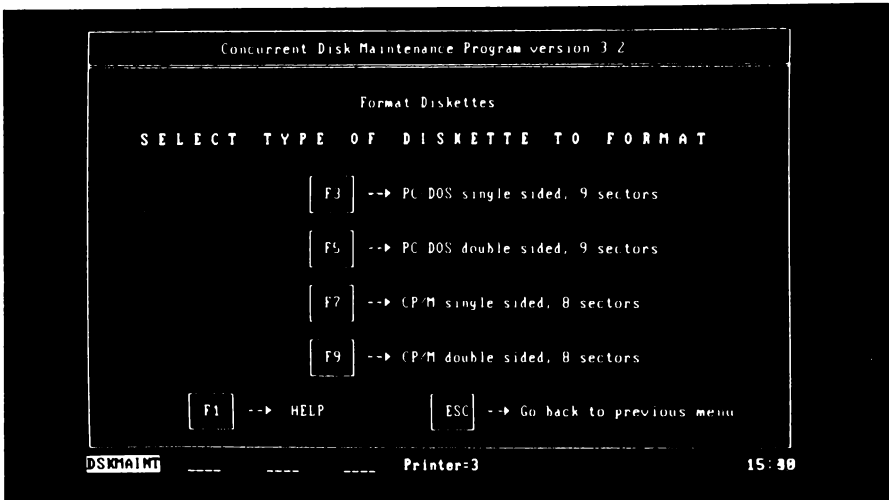 Concurrent Disk Maintenance Program version 3.2
Format Diskettes
SELECT TYPE OF DISKETTE TO FORMAT
F3 --> PC DOS single sided, 9 sectors
F5 --> PC DOS double sided, 9 sectors
F7 --> CP/M single sided, 8 sectors
F9 --> CP/M double sided, 8 sectors
F1 --> HELP ESC --> Go back to previous menu
DSKMAINT ____ ____ ____ Printer=3